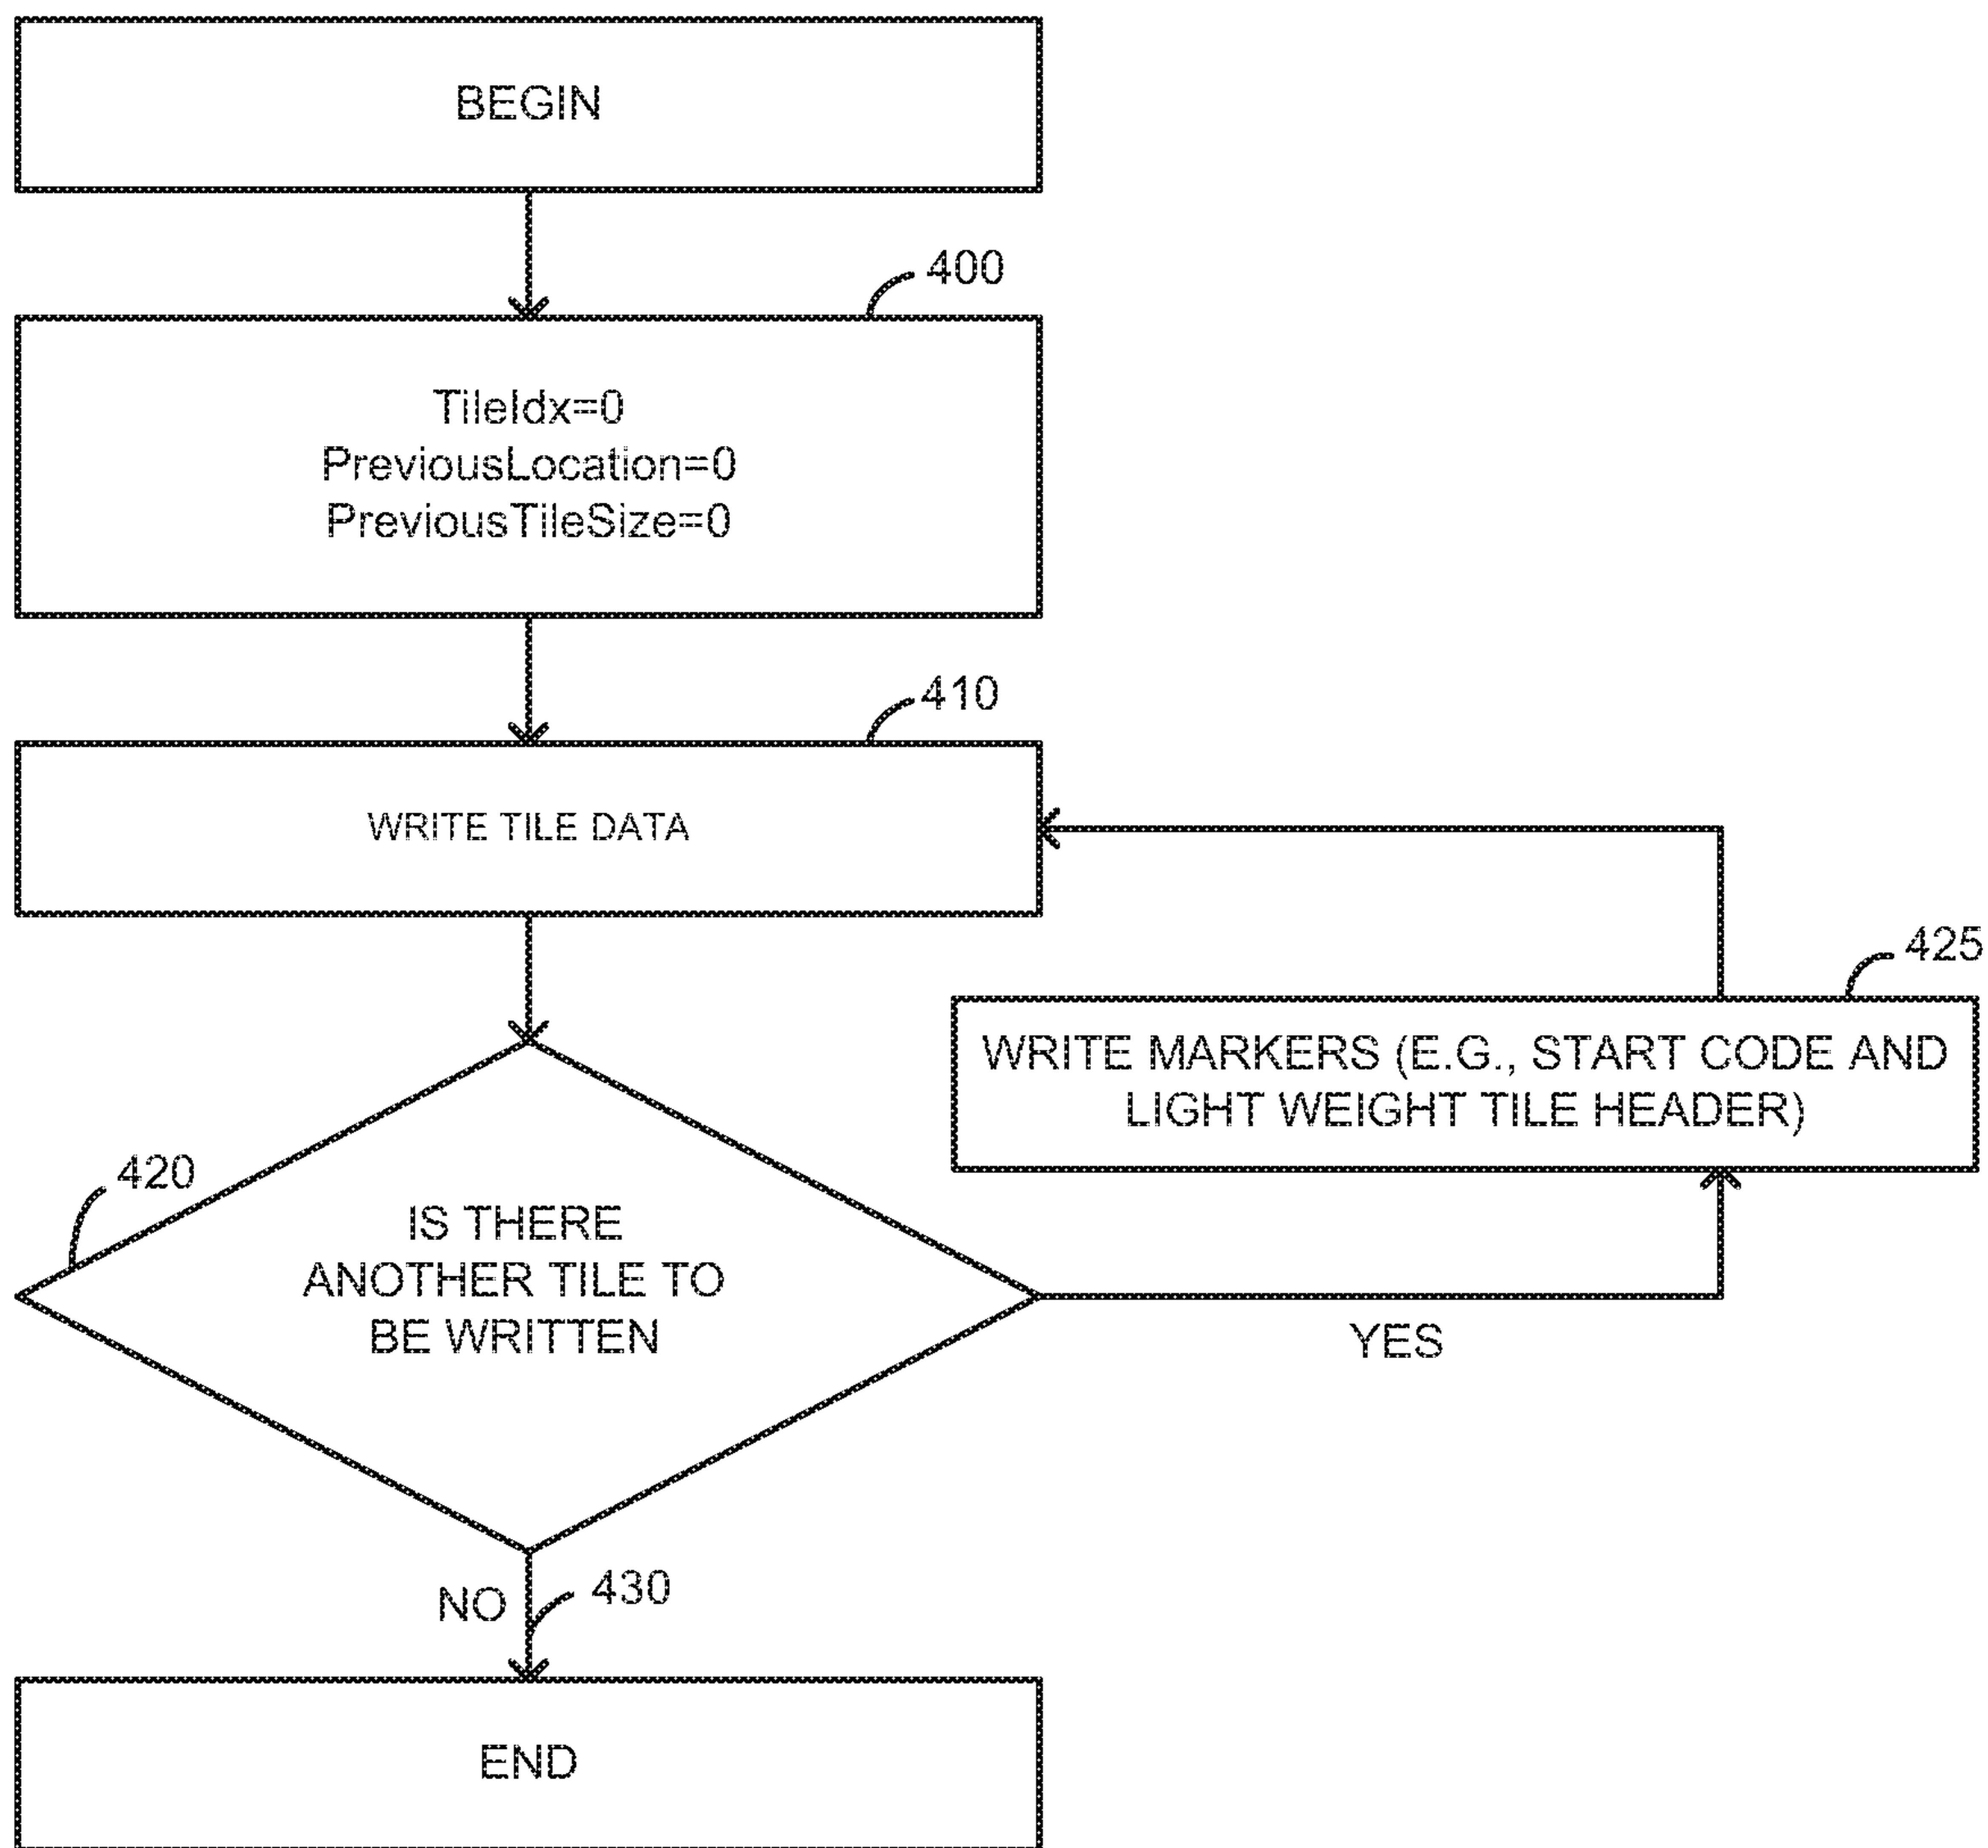 BEGIN
400
TileIdx=0
PreviousLocation=0
PreviousTileSize=0
410
WRITE TILE DATA
425
WRITE MARKERS (E.G., START CODE AND
LIGHT WEIGHT TILE HEADER)
420
IS THERE
ANOTHER TILE TO
BE WRITTEN
YES
NO
430
END